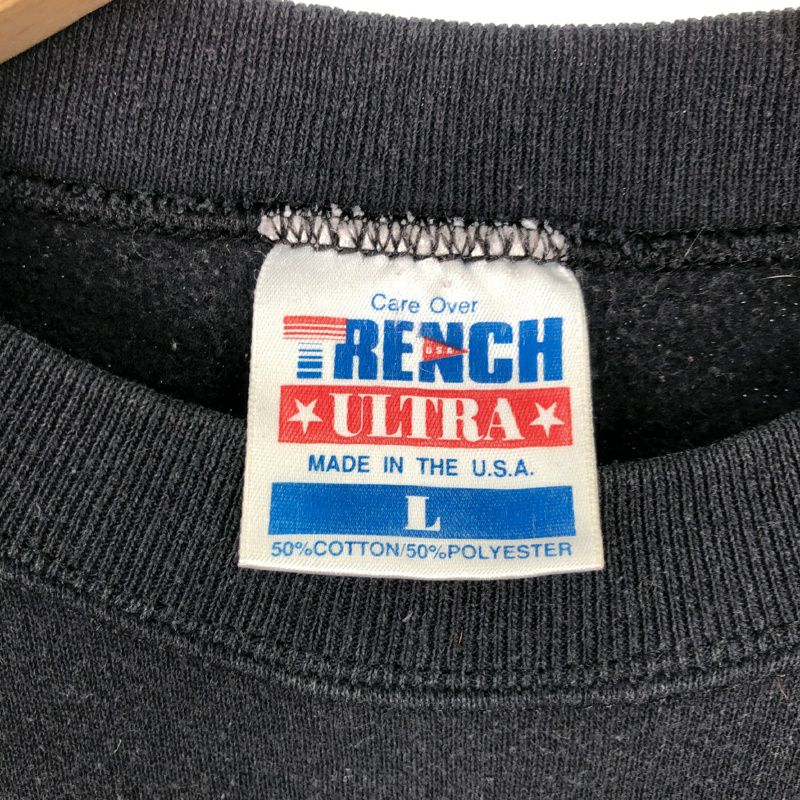 Care Over
TRENCH
USA
ULTRA
MADE IN THE U.S.A.
L
50%COTTON/50%POLYESTER